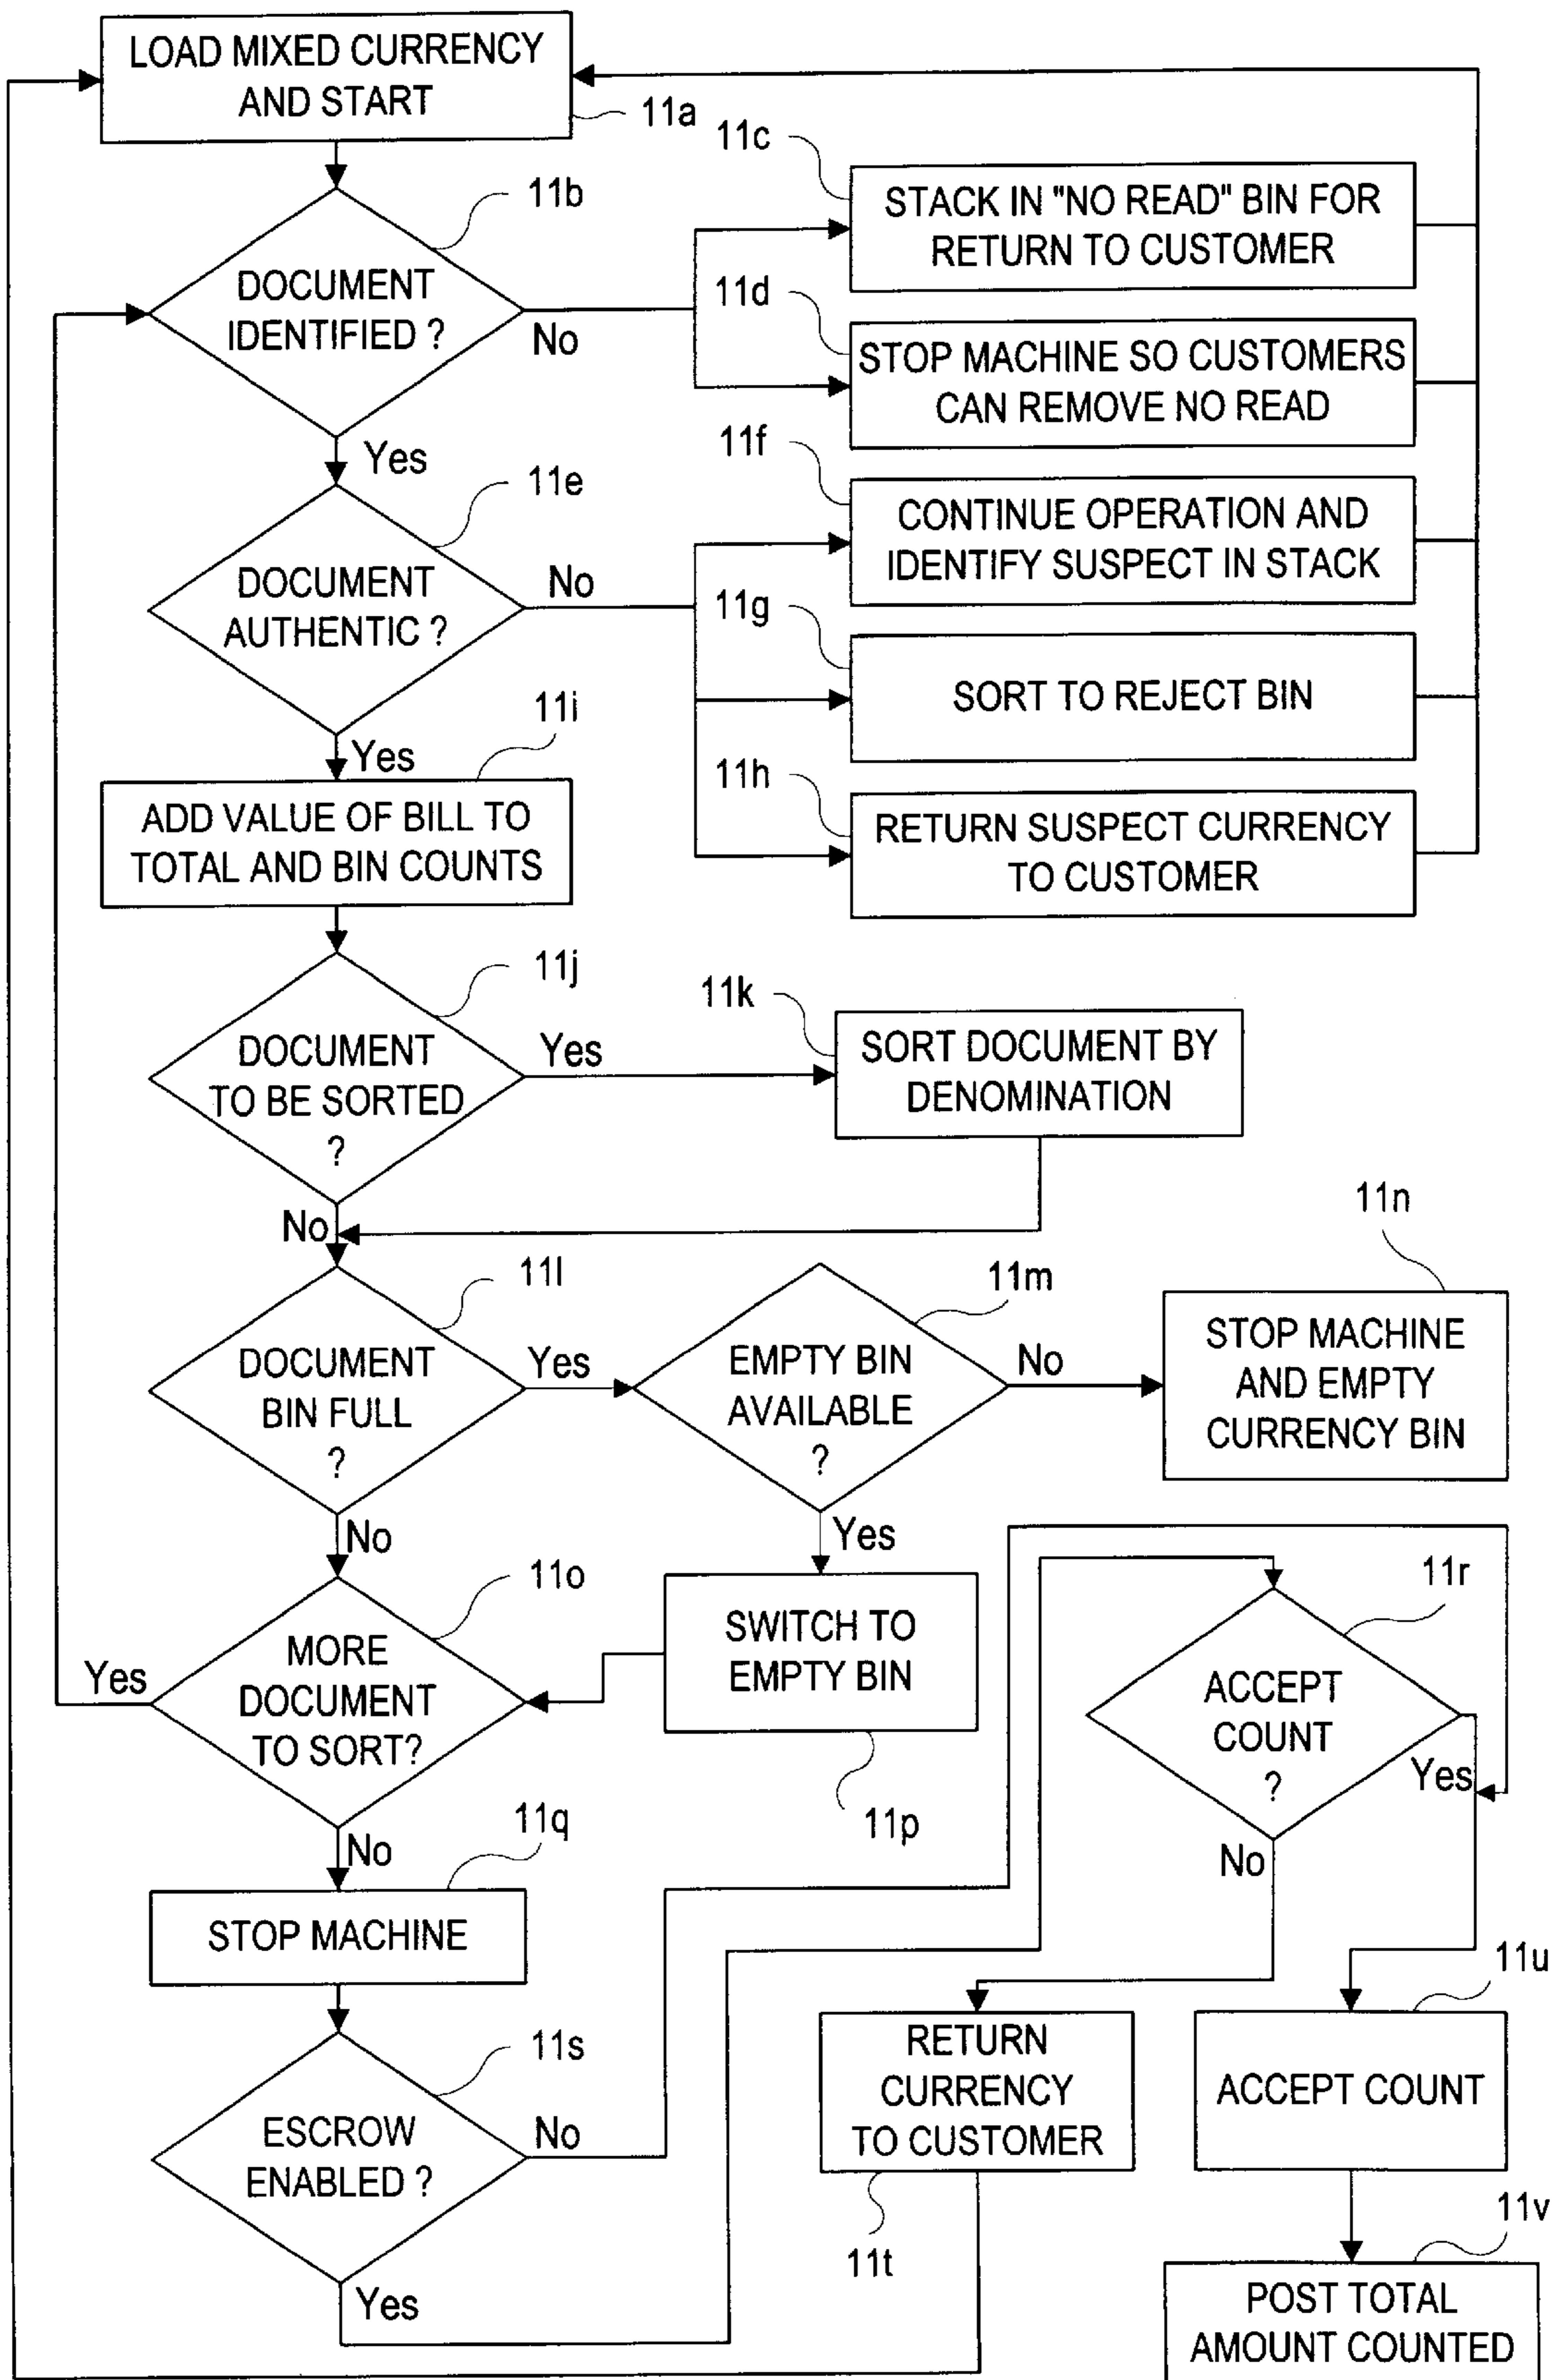 LOAD MIXED CURRENCY
AND START
11a
11b
DOCUMENT
IDENTIFIED ?
No
Yes
11c
STACK IN "NO READ" BIN FOR
RETURN TO CUSTOMER
11d
STOP MACHINE SO CUSTOMERS
CAN REMOVE NO READ
11e
DOCUMENT
AUTHENTIC ?
No
Yes
11f
CONTINUE OPERATION AND
IDENTIFY SUSPECT IN STACK
11g
SORT TO REJECT BIN
11h
RETURN SUSPECT CURRENCY
TO CUSTOMER
11i
ADD VALUE OF BILL TO
TOTAL AND BIN COUNTS
11j
DOCUMENT
TO BE SORTED
?
Yes
No
11k
SORT DOCUMENT BY
DENOMINATION
11l
DOCUMENT
BIN FULL
?
Yes
No
11m
EMPTY BIN
AVAILABLE
?
No
Yes
11n
STOP MACHINE
AND EMPTY
CURRENCY BIN
11o
MORE
DOCUMENT
TO SORT?
Yes
No
SWITCH TO
EMPTY BIN
11p
11r
ACCEPT
COUNT
?
Yes
No
11q
STOP MACHINE
11s
ESCROW
ENABLED ?
No
Yes
RETURN
CURRENCY
TO CUSTOMER
11t
11u
ACCEPT COUNT
11v
POST TOTAL
AMOUNT COUNTED